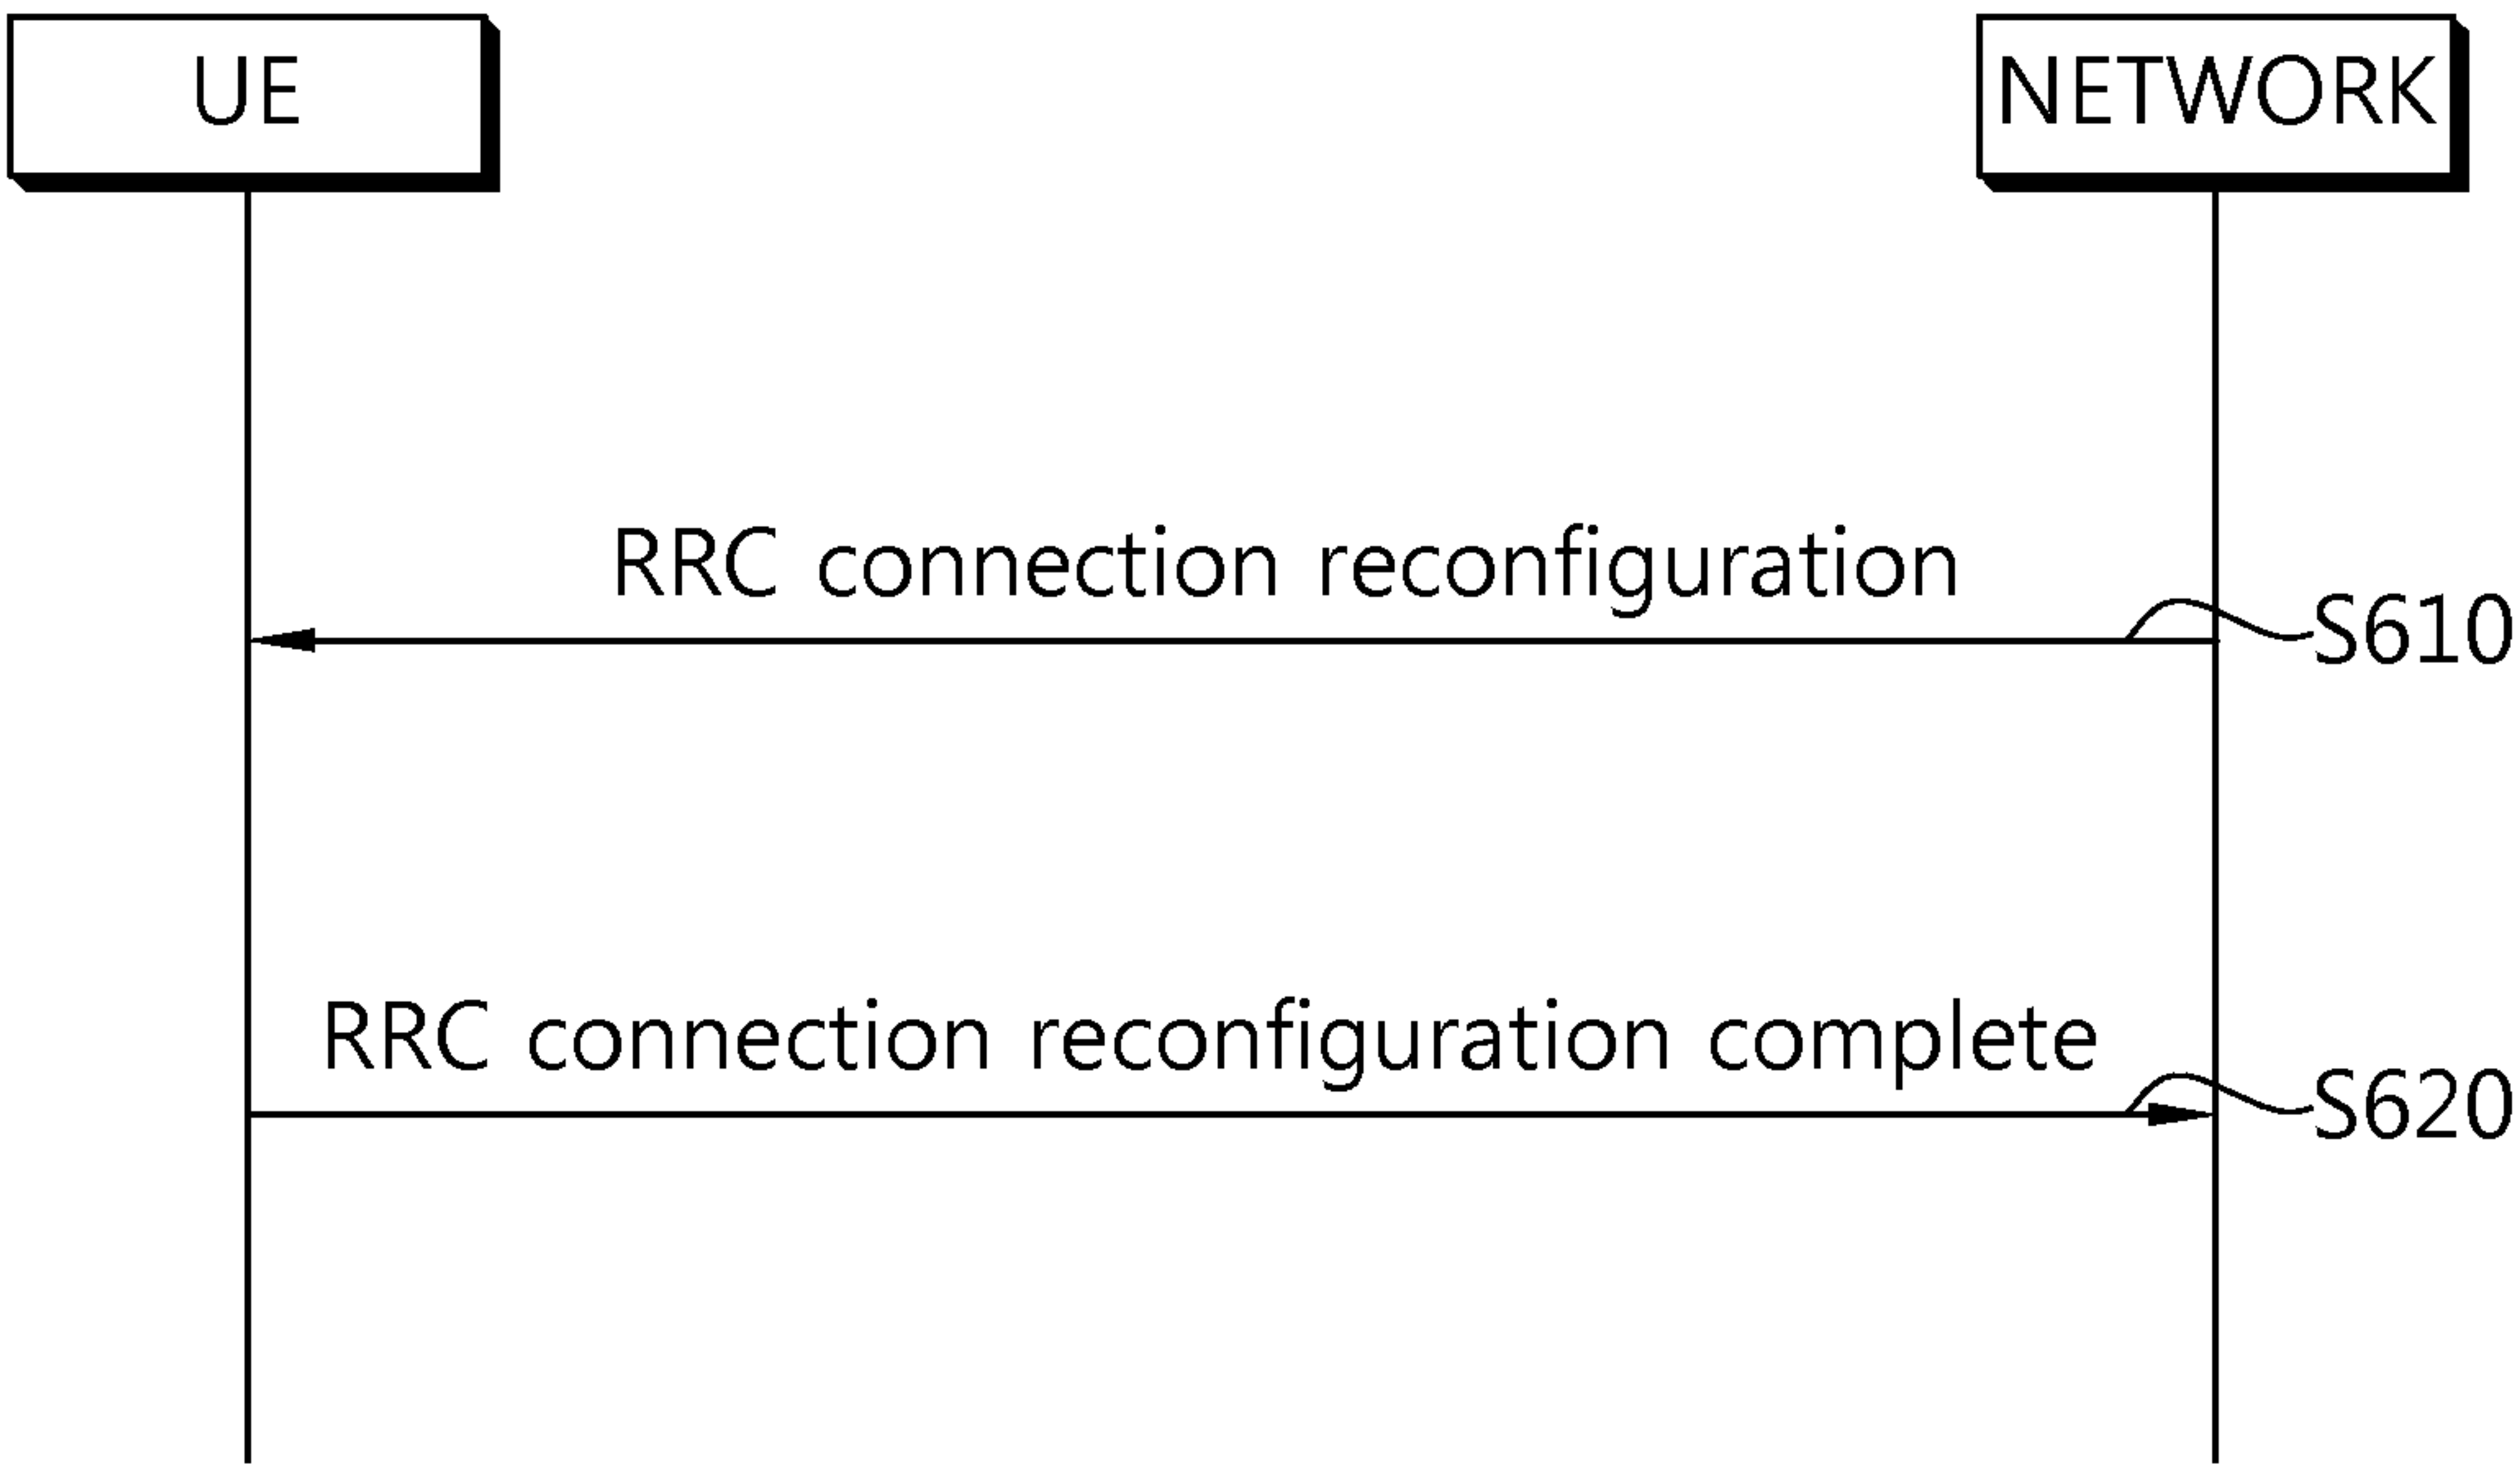 UE
NETWORK
RRC connection reconfiguration
S610
RRC connection reconfiguration complete
S620